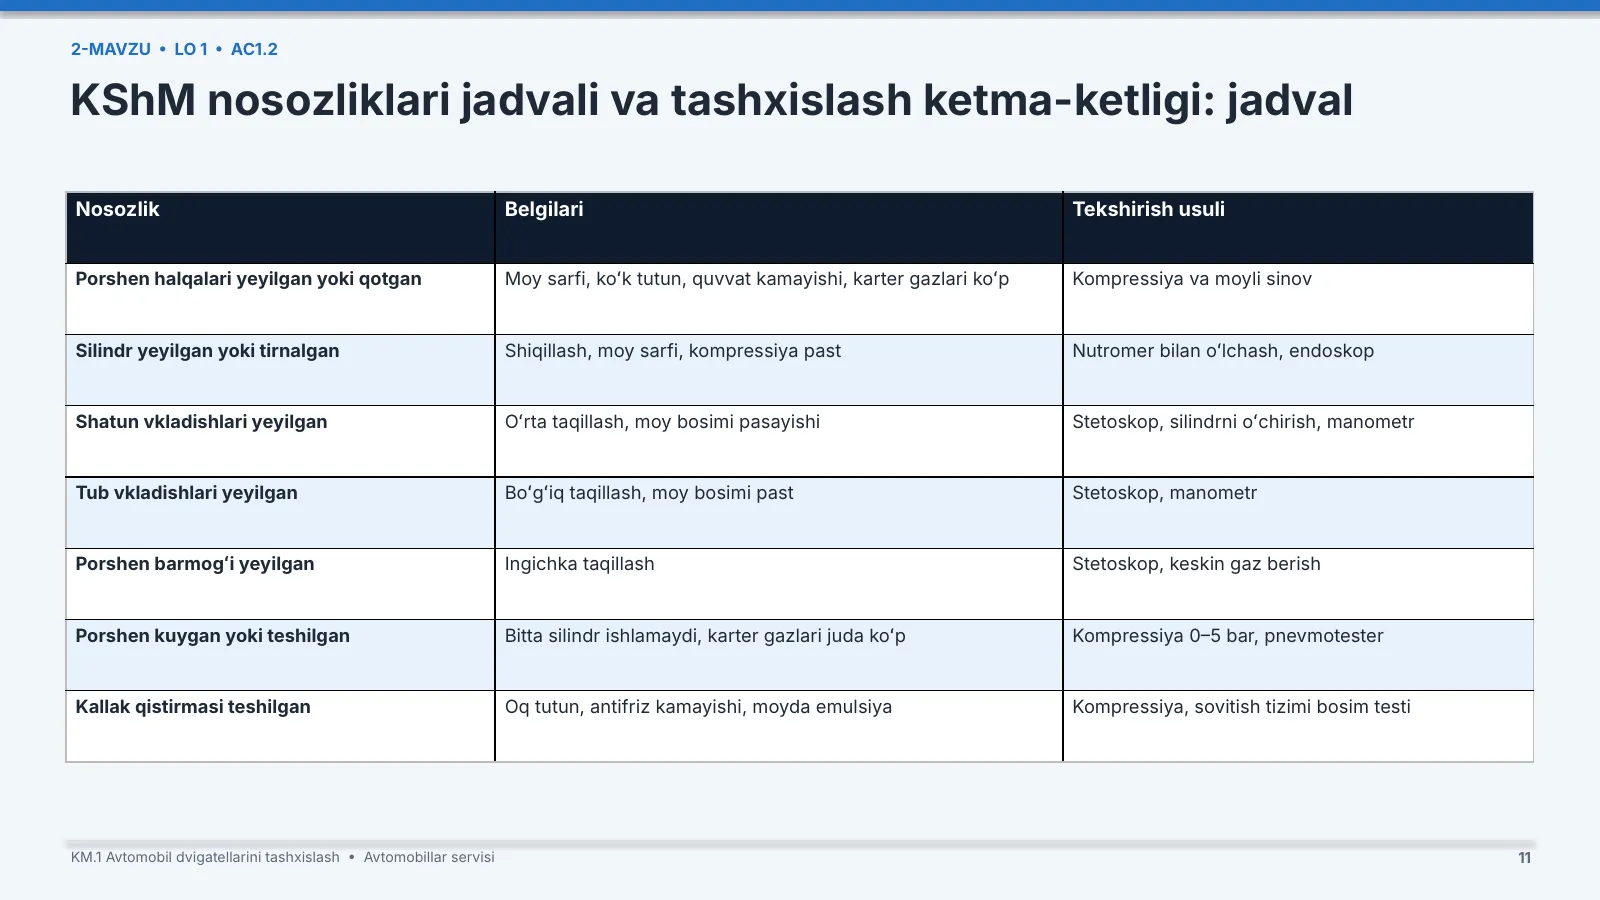 2-MAVZU • LO 1 • AC1.2
KShM nosozliklari jadvali va tashxislash ketma-ketligi: jadval
Nosozlik Belgilari Tekshirish usuli
Porshen halqalari yeyilgan yoki qotgan Moy sarfi, koʻk tutun, quvvat kamayishi, karter gazlari koʻp Kompressiya va moyli sinov
Silindr yeyilgan yoki tirnalgan Shiqillash, moy sarfi, kompressiya past Nutromer bilan oʻlchash, endoskop
Shatun vkladishlari yeyilgan Oʻrta taqillash, moy bosimi pasayishi Stetoskop, silindrni oʻchirish, manometr
Tub vkladishlari yeyilgan Boʻgʻiq taqillash, moy bosimi past Stetoskop, manometr
Porshen barmogʻi yeyilgan Ingichka taqillash Stetoskop, keskin gaz berish
Porshen kuygan yoki teshilgan Bitta silindr ishlamaydi, karter gazlari juda koʻp Kompressiya 0–5 bar, pnevmotester
Kallak qistirmasi teshilgan Oq tutun, antifriz kamayishi, moyda emulsiya Kompressiya, sovitish tizimi bosim testi
KM.1 Avtomobil dvigatellarini tashxislash • Avtomobillar servisi 11